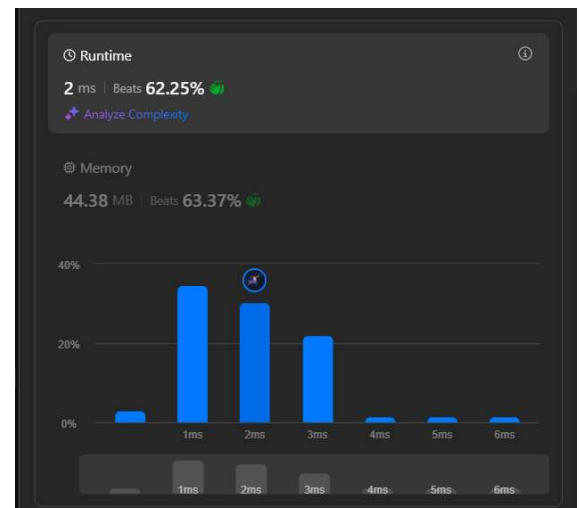 Runtime
2 ms | Beats 62.25%
Analyze Complexity
Memory
44.38 MB | Beats 63.37%
40%
20%
0%
1ms 2ms 3ms 4ms 5ms 6ms
1ms 2ms 3ms 4ms 5ms 6ms